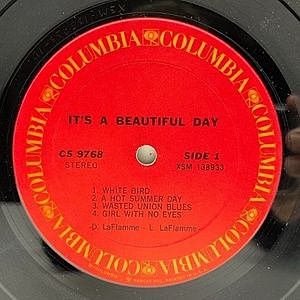 COLUMBIA COLUMBIA COLUMBIA COLUMBIA COLUMBIA COLUMBIA
IT'S A BEAUTIFUL DAY
CS 9768
STEREO
SIDE 1
XSM 138933
1. WHITE BIRD
2. A HOT SUMMER DAY
3. WASTED UNION BLUES
4. GIRL WITH NO EYES
-D. LaFlamme - L. LaFlamme-